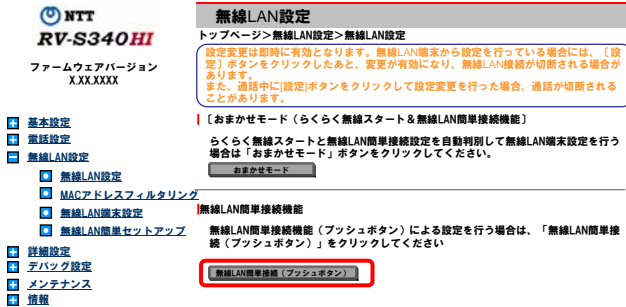 NTT
RV-S340HI
ファームウェアバージョン
X.XX.XXXX
基本設定
電話設定
無線LAN設定
無線LAN設定
MACアドレスフィルタリング
無線LAN端末設定
無線LAN簡単セットアップ
詳細設定
デバッグ設定
メンテナンス
情報
無線LAN設定
トップページ＞無線LAN設定＞無線LAN設定
設定変更は即時に有効となります。無線LAN端末から設定を行っている場合には、〔設
定〕ボタンをクリックしたあと、変更が有効になり、無線LAN接続が切断される場合が
あります。
また、通話中に[設定]ボタンをクリックして設定変更を行った場合、通話が切断される
ことがあります。
〔おまかせモード（らくらく無線スタート＆無線LAN簡単接続機能〕
らくらく無線スタートと無線LAN簡単接続設定を自動判別して無線LAN端末設定を行う
場合は「おまかせモード」ボタンをクリックしてください。
おまかせモード
無線LAN簡単接続機能
無線LAN簡単接続機能（プッシュボタン）による設定を行う場合は、「無線LAN簡単接
続（プッシュボタン）」をクリックしてください
無線LAN簡単接続（プッシュボタン）